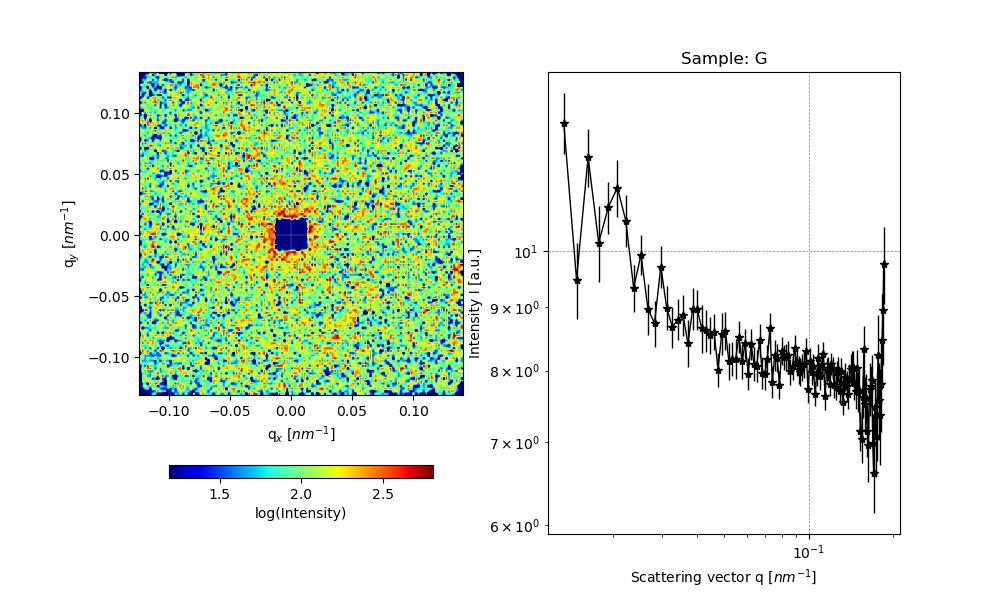 Sample: G
0.10
0.05
0.00
−0.05
−0.10
q_y [nm^{-1}]
−0.10 −0.05 0.00 0.05 0.10
q_x [nm^{-1}]
1.5 2.0 2.5
log(Intensity)
Intensity I [a.u.]
10^1
9 × 10^0
8 × 10^0
7 × 10^0
6 × 10^0
10^{-1}
Scattering vector q [nm^{-1}]